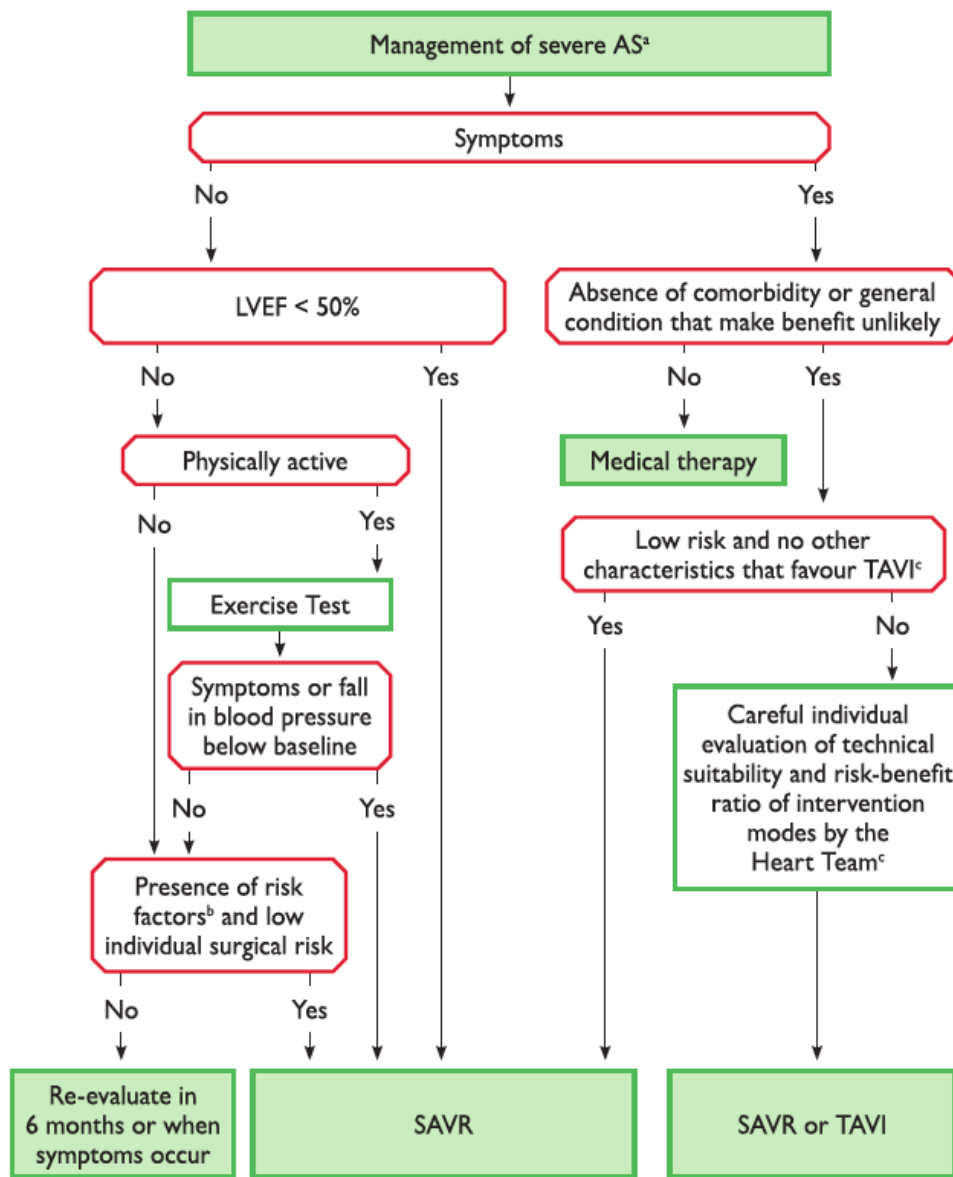 Management of severe ASᵃ
Symptoms
No
Yes
LVEF < 50%
Absence of comorbidity or general
condition that make benefit unlikely
No
Yes
No
Yes
Physically active
Medical therapy
No
Yes
Low risk and no other
characteristics that favour TAVIᶜ
Exercise Test
Yes
No
Symptoms or fall
in blood pressure
below baseline
Careful individual
evaluation of technical
suitability and risk-benefit
ratio of intervention
modes by the
Heart Teamᶜ
No
Yes
Presence of risk
factorsᵇ and low
individual surgical risk
No
Yes
Re-evaluate in
6 months or when
symptoms occur
SAVR
SAVR or TAVI